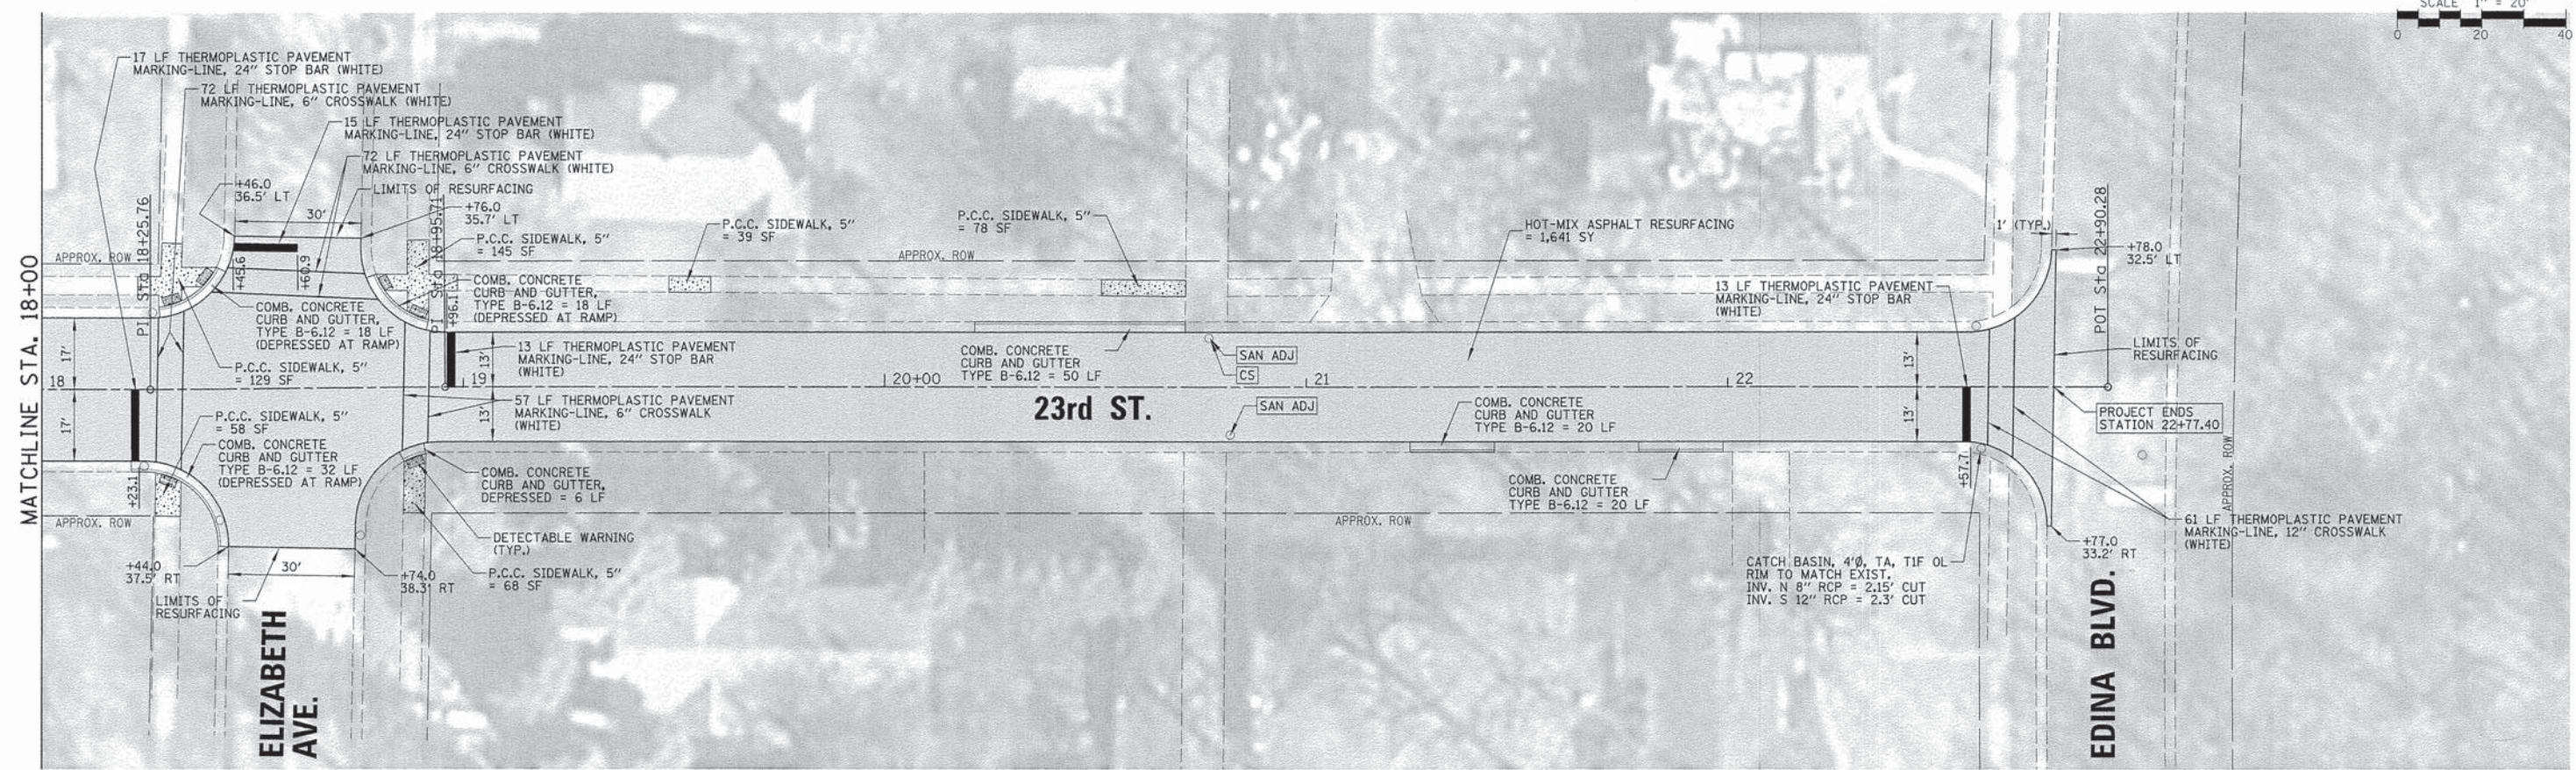 SCALE 1" = 20'
0 20 40
17 LF THERMOPLASTIC PAVEMENT
MARKING-LINE, 24" STOP BAR (WHITE)
72 LF THERMOPLASTIC PAVEMENT
MARKING-LINE, 6" CROSSWALK (WHITE)
15 LF THERMOPLASTIC PAVEMENT
MARKING-LINE, 24" STOP BAR (WHITE)
72 LF THERMOPLASTIC PAVEMENT
MARKING-LINE, 6" CROSSWALK (WHITE)
LIMITS OF RESURFACING
+46.0
36.5' LT
30'
+76.0
35.7' LT
P.C.C. SIDEWALK, 5"
= 145 SF
P.C.C. SIDEWALK, 5"
= 39 SF
P.C.C. SIDEWALK, 5"
= 78 SF
HOT-MIX ASPHALT RESURFACING
= 1,641 SY
1' (TYP.)
+78.0
32.5' LT
POT Sta 22+90.28
PI Sta 18+25.76
PI Sta 18+95.71
APPROX. ROW
APPROX. ROW
+45.6
+60.9
+96.1
MATCHLINE STA. 18+00
COMB. CONCRETE
CURB AND GUTTER,
TYPE B-6.12 = 18 LF
(DEPRESSED AT RAMP)
COMB. CONCRETE
CURB AND GUTTER,
TYPE B-6.12 = 18 LF
(DEPRESSED AT RAMP)
13 LF THERMOPLASTIC PAVEMENT
MARKING-LINE, 24" STOP BAR
(WHITE)
P.C.C. SIDEWALK, 5"
= 129 SF
13 LF THERMOPLASTIC PAVEMENT
MARKING-LINE, 24" STOP BAR
(WHITE)
COMB. CONCRETE
CURB AND GUTTER
TYPE B-6.12 = 50 LF
SAN ADJ
CS
LIMITS OF
RESURFACING
17'
13'
13'
18
19
20+00
21
22
17'
13'
13'
57 LF THERMOPLASTIC PAVEMENT
MARKING-LINE, 6" CROSSWALK
(WHITE)
23rd ST.
SAN ADJ
COMB. CONCRETE
CURB AND GUTTER
TYPE B-6.12 = 20 LF
PROJECT ENDS
STATION 22+77.40
P.C.C. SIDEWALK, 5"
= 58 SF
COMB. CONCRETE
CURB AND GUTTER
TYPE B-6.12 = 32 LF
(DEPRESSED AT RAMP)
+23.1
COMB. CONCRETE
CURB AND GUTTER,
DEPRESSED = 6 LF
COMB. CONCRETE
CURB AND GUTTER
TYPE B-6.12 = 20 LF
+57.7
APPROX. ROW
APPROX. ROW
APPROX. ROW
DETECTABLE WARNING
(TYP.)
61 LF THERMOPLASTIC PAVEMENT
MARKING-LINE, 12" CROSSWALK
(WHITE)
+77.0
33.2' RT
CATCH BASIN, 4'Ø, TA, T1F OL
RIM TO MATCH EXIST.
INV. N 8" RCP = 2.15' CUT
INV. S 12" RCP = 2.3' CUT
+44.0
37.5' RT
30'
+74.0
38.3' RT
P.C.C. SIDEWALK, 5"
= 68 SF
LIMITS OF
RESURFACING
ELIZABETH
AVE.
EDINA BLVD.